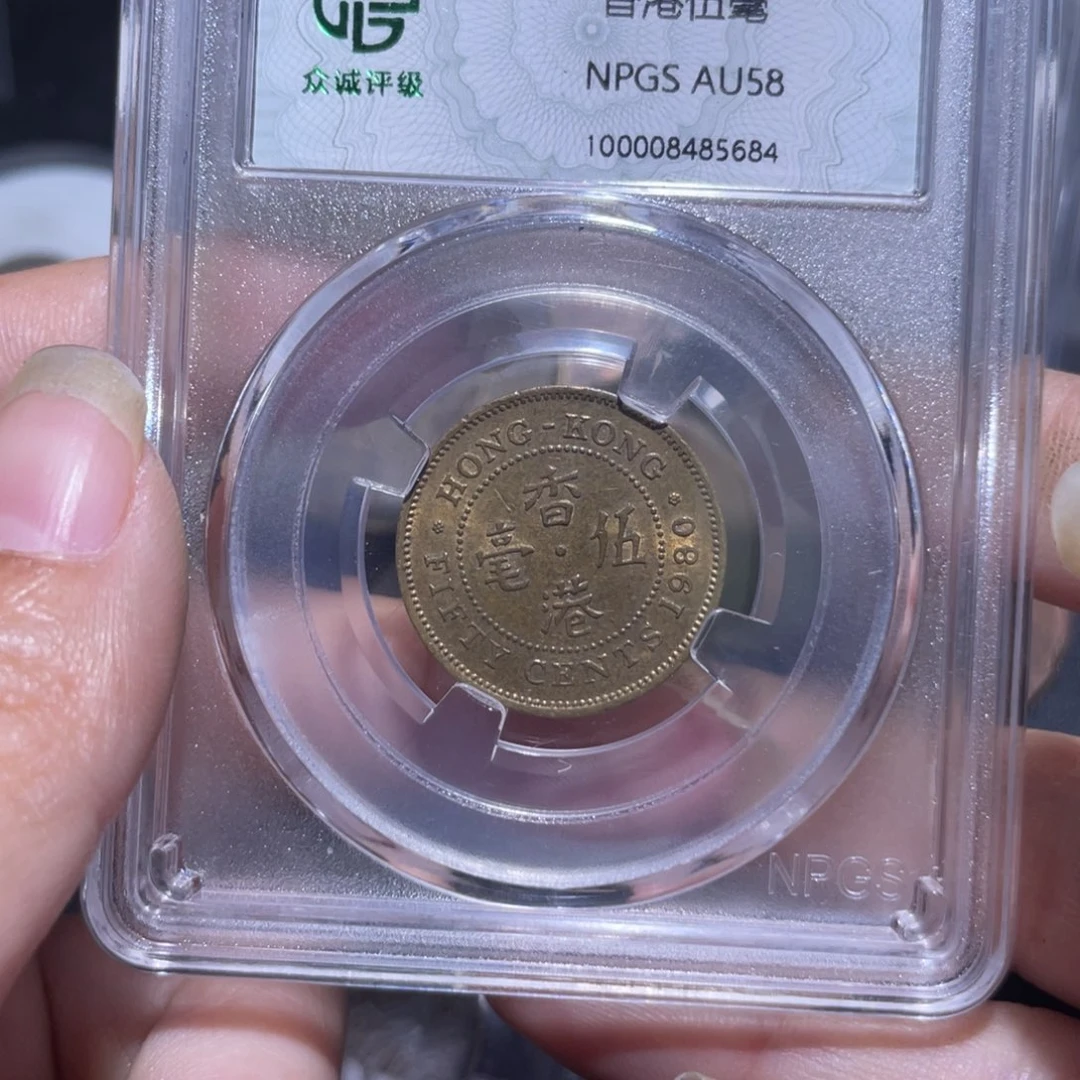 香港伍毫
众诚评级
NPGS AU58
100008485684
HONG-KONG
香港
伍毫
FIFTY CENTS 1980
NPGS